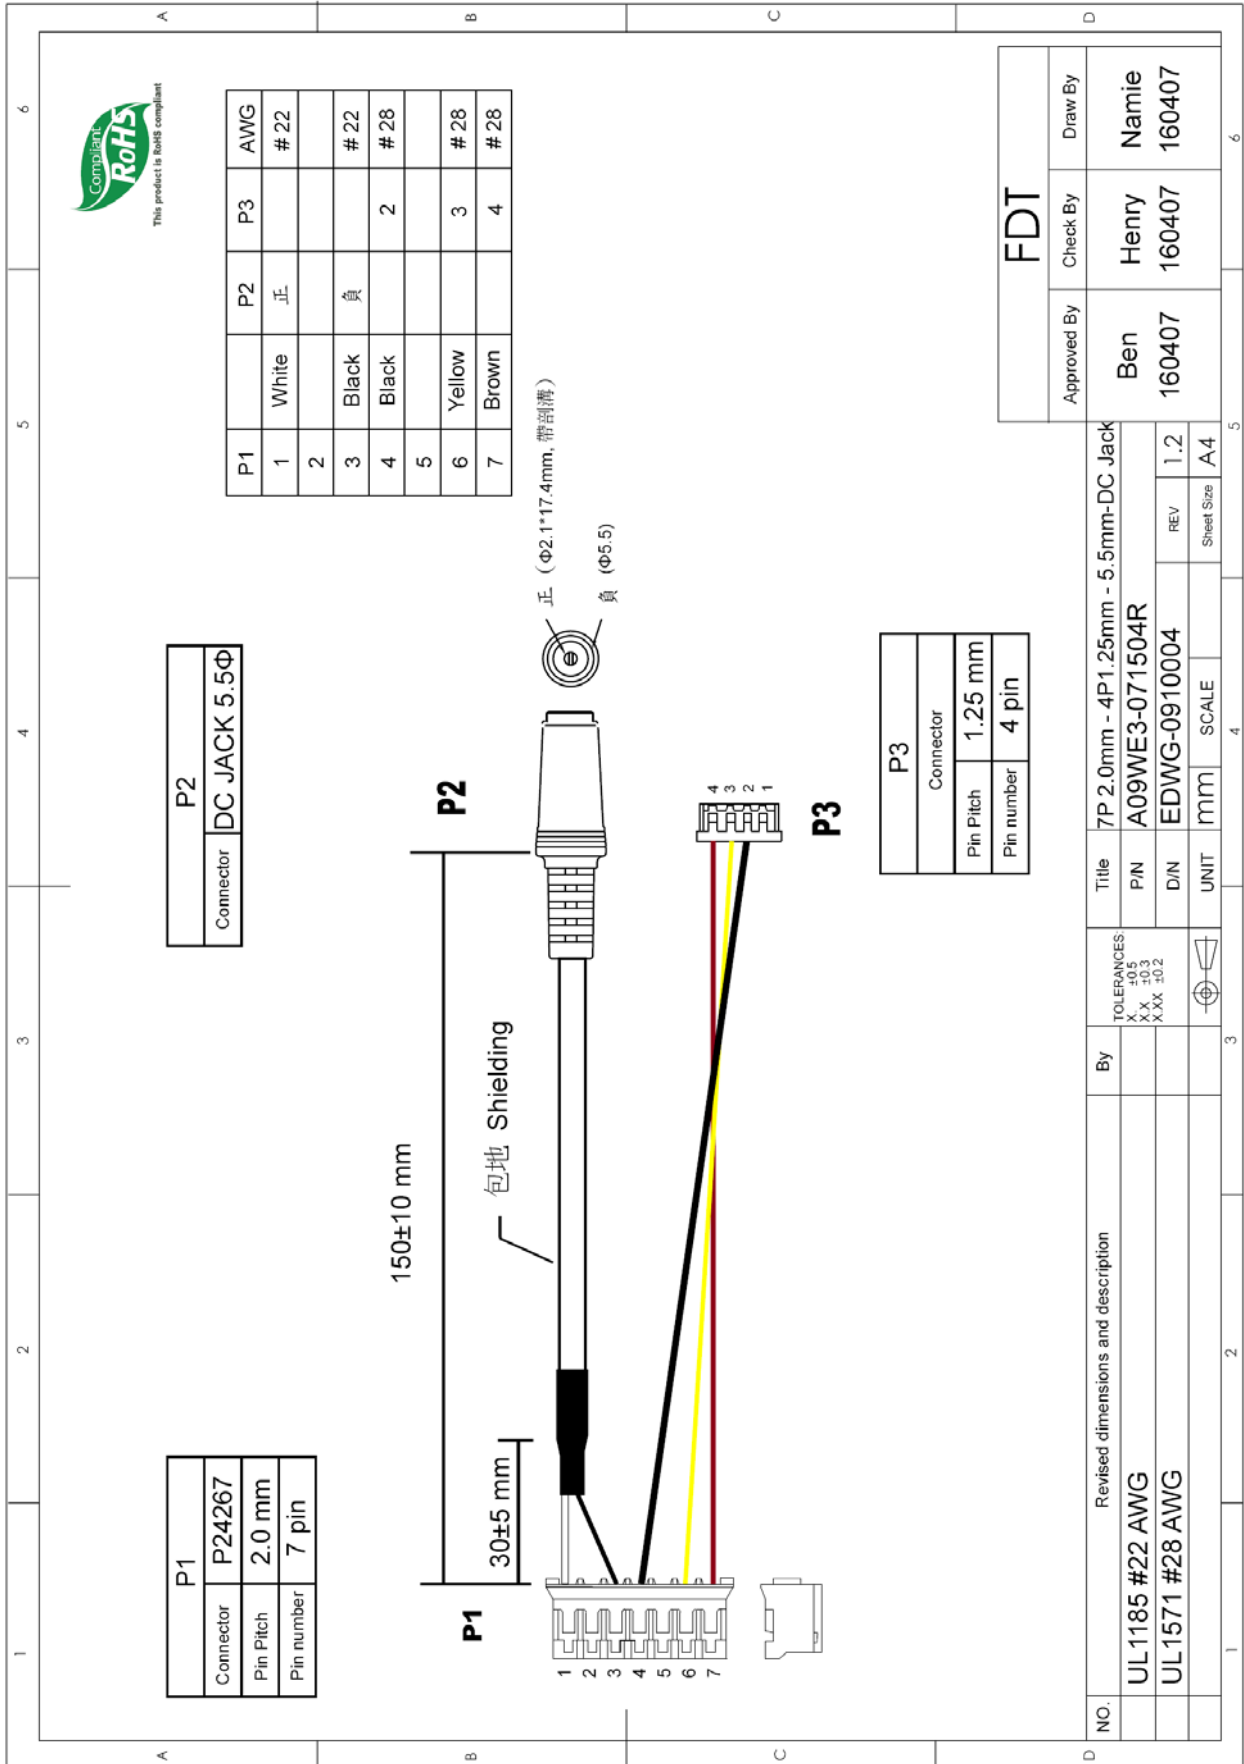 1 2 3 4 5 6
A B C D
Compliant
RoHS
This product is RoHS compliant
P1
Connector P24267
Pin Pitch 2.0 mm
Pin number 7 pin
P2
Connector DC JACK 5.5Φ
P1 P2 P3 AWG
1 White 正 # 22
2
3 Black 負 # 22
4 Black 2 # 28
5
6 Yellow 3 # 28
7 Brown 4 # 28
150±10 mm
30±5 mm
包地 Shielding
P1
P2
正 (Φ2.1*17.4mm, 帶剖溝)
負 (Φ5.5)
1
2
3
4
5
6
7
4
3
2
1
P3
P3
Connector
Pin Pitch 1.25 mm
Pin number 4 pin
FDT
Approved By Check By Draw By
Ben Henry Namie
160407 160407 160407
NO. Revised dimensions and description By
UL1185 #22 AWG
UL1571 #28 AWG
TOLERANCES:
X. ±0.5
X.X ±0.3
X.XX ±0.2
Title 7P 2.0mm - 4P1.25mm - 5.5mm-DC Jack
P/N A09WE3-071504R
D/N EDWG-0910004 REV 1.2
UNIT mm SCALE Sheet Size A4
A B C D
1 2 3 4 5 6